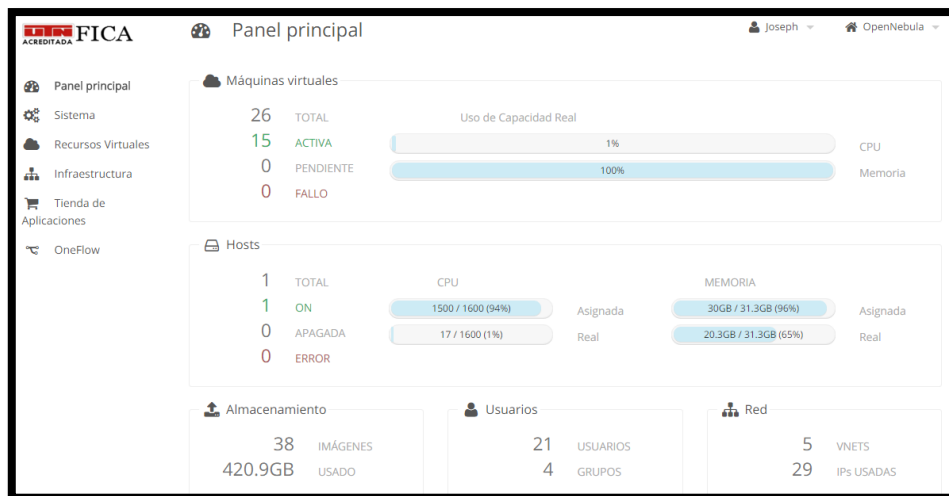 UTN FICA
ACREDITADA
Panel principal
Joseph
OpenNebula
Panel principal
Sistema
Recursos Virtuales
Infraestructura
Tienda de
Aplicaciones
OneFlow
Máquinas virtuales
26 TOTAL Uso de Capacidad Real
15 ACTIVA 1% CPU
0 PENDIENTE 100% Memoria
0 FALLO
Hosts
1 TOTAL CPU MEMORIA
1 ON 1500 / 1600 (94%) Asignada 30GB / 31.3GB (96%) Asignada
0 APAGADA 17 / 1600 (1%) Real 20.3GB / 31.3GB (65%) Real
0 ERROR
Almacenamiento
38 IMÁGENES
420.9GB USADO
Usuarios
21 USUARIOS
4 GRUPOS
Red
5 VNETS
29 IPs USADAS